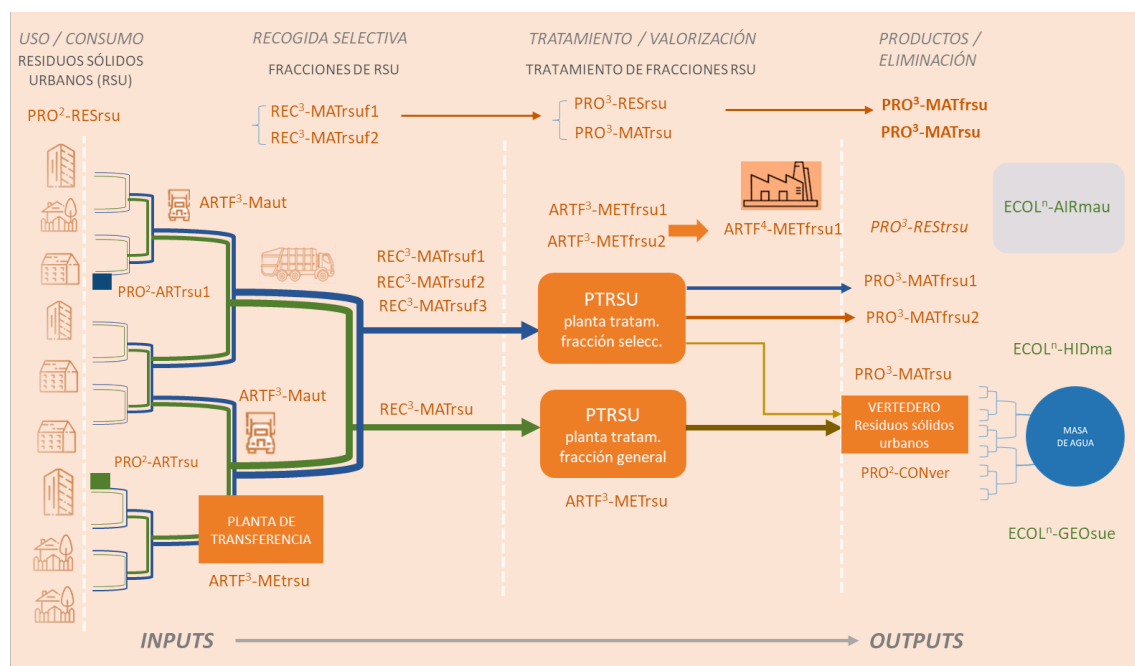 USO / CONSUMO
RESIDUOS SÓLIDOS
URBANOS (RSU)
PRO²-RESrsu
RECOGIDA SELECTIVA
FRACCIONES DE RSU
REC³-MATrsuf1
REC³-MATrsuf2
TRATAMIENTO / VALORIZACIÓN
TRATAMIENTO DE FRACCIONES RSU
PRO³-RESrsu
PRO³-MATrsu
PRODUCTOS /
ELIMINACIÓN
PRO³-MATfrsu
PRO³-MATrsu
ARTF³-Maut
PRO²-ARTrsu1
REC³-MATrsuf1
REC³-MATrsuf2
REC³-MATrsuf3
ARTF³-METfrsu1
ARTF³-METfrsu2
ARTF⁴-METfrsu1
PRO³-REStrsu
ECOLⁿ-AIRmau
PTRSU
planta tratam.
fracción selecc.
PRO³-MATfrsu1
PRO³-MATfrsu2
ECOLⁿ-HIDma
ARTF³-Maut
REC³-MATrsu
PTRSU
planta tratam.
fracción general
ARTF³-METrsu
PRO³-MATrsu
VERTEDERO
Residuos sólidos
urbanos
PRO²-CONver
MASA
DE AGUA
PRO²-ARTrsu
PLANTA DE
TRANSFERENCIA
ARTF³-MEtrsu
ECOLⁿ-GEOsue
INPUTS
OUTPUTS